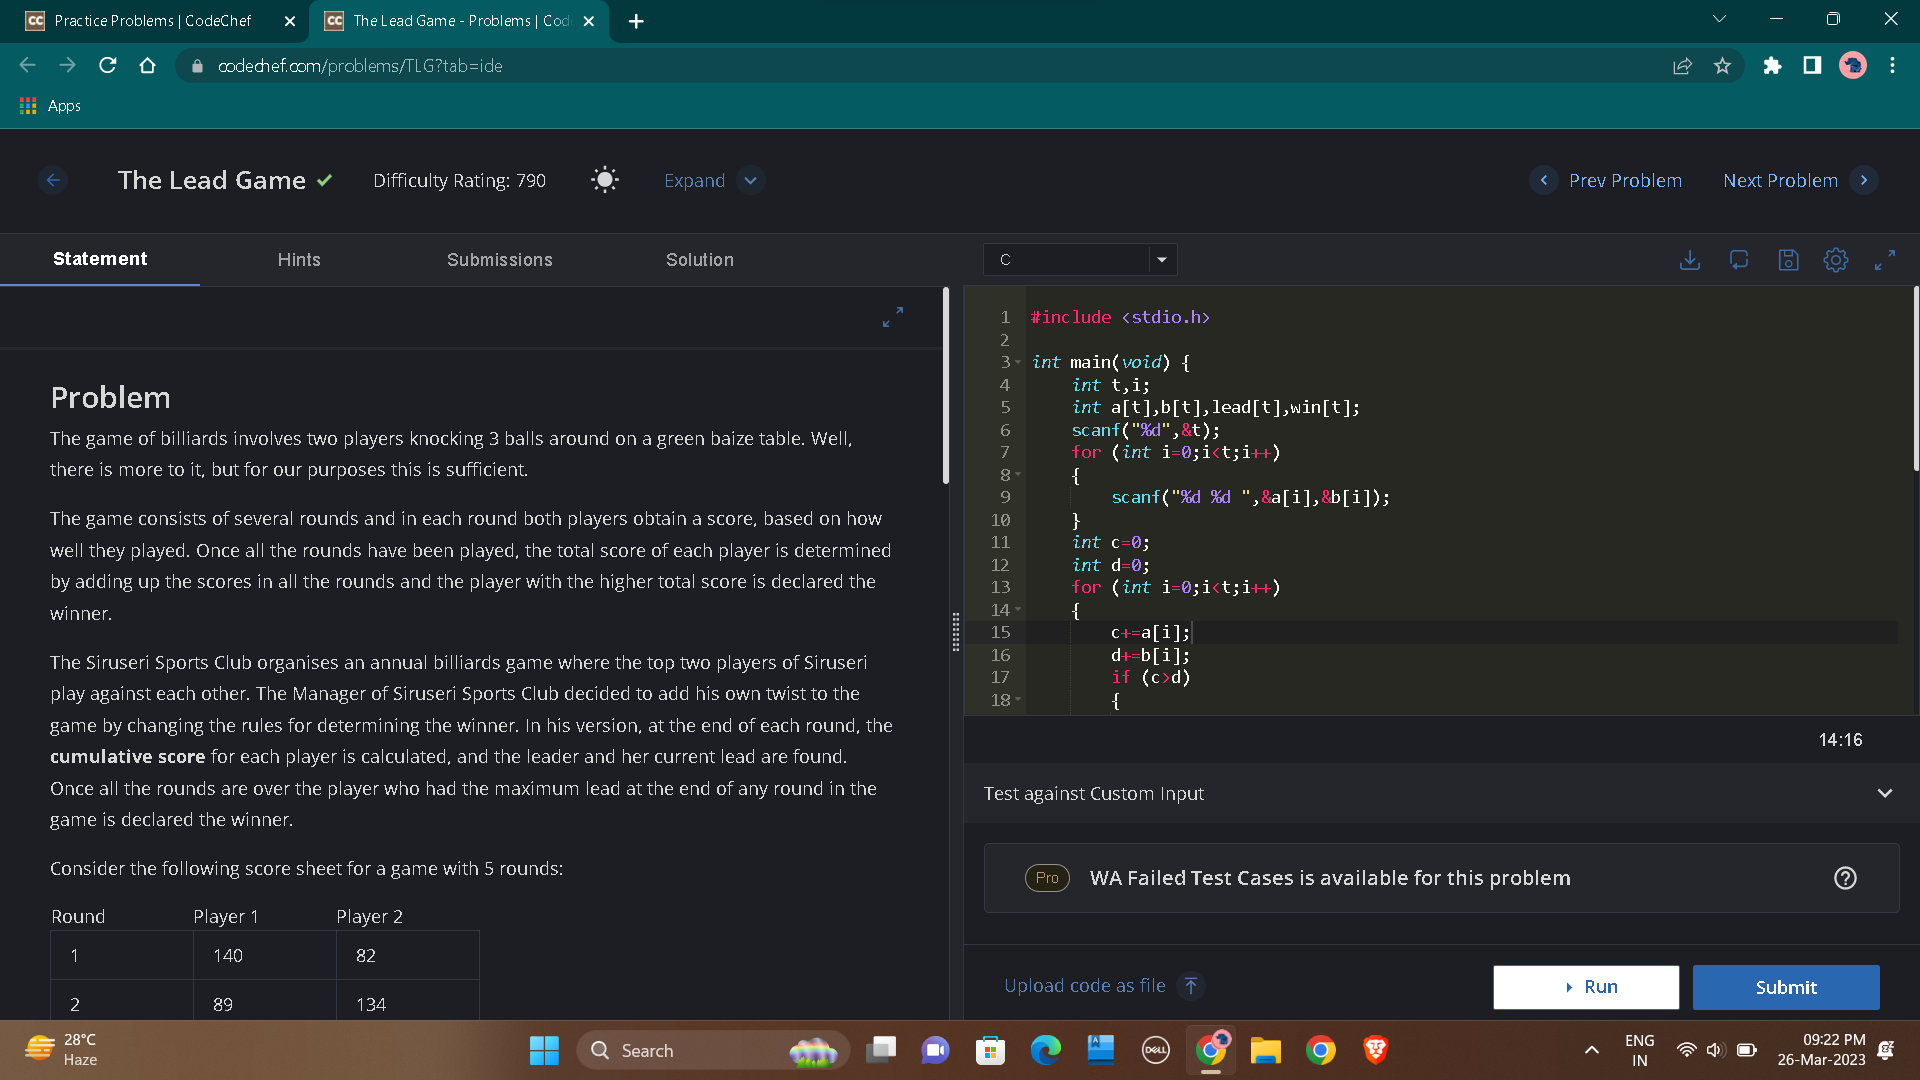 Practice Problems | CodeChef
The Lead Game - Problems | Cod
codechef.com/problems/TLG?tab=ide
Apps
The Lead Game
Difficulty Rating: 790
Expand
Prev Problem
Next Problem
Statement
Hints
Submissions
Solution
Problem
The game of billiards involves two players knocking 3 balls around on a green baize table. Well,
there is more to it, but for our purposes this is sufficient.
The game consists of several rounds and in each round both players obtain a score, based on how
well they played. Once all the rounds have been played, the total score of each player is determined
by adding up the scores in all the rounds and the player with the higher total score is declared the
winner.
The Siruseri Sports Club organises an annual billiards game where the top two players of Siruseri
play against each other. The Manager of Siruseri Sports Club decided to add his own twist to the
game by changing the rules for determining the winner. In his version, at the end of each round, the
cumulative score for each player is calculated, and the leader and her current lead are found.
Once all the rounds are over the player who had the maximum lead at the end of any round in the
game is declared the winner.
Consider the following score sheet for a game with 5 rounds:
Round Player 1 Player 2
1 140 82
2 89 134
C
1 #include <stdio.h>
2
3 int main(void) {
4 int t,i;
5 int a[t],b[t],lead[t],win[t];
6 scanf("%d",&t);
7 for (int i=0;i<t;i++)
8 {
9 scanf("%d %d ",&a[i],&b[i]);
10 }
11 int c=0;
12 int d=0;
13 for (int i=0;i<t;i++)
14 {
15 c+=a[i];
16 d+=b[i];
17 if (c>d)
18 {
14:16
Test against Custom Input
Pro WA Failed Test Cases is available for this problem
Upload code as file
Run
Submit
28°C
Haze
Search
DELL
ENG
IN
09:22 PM
26-Mar-2023